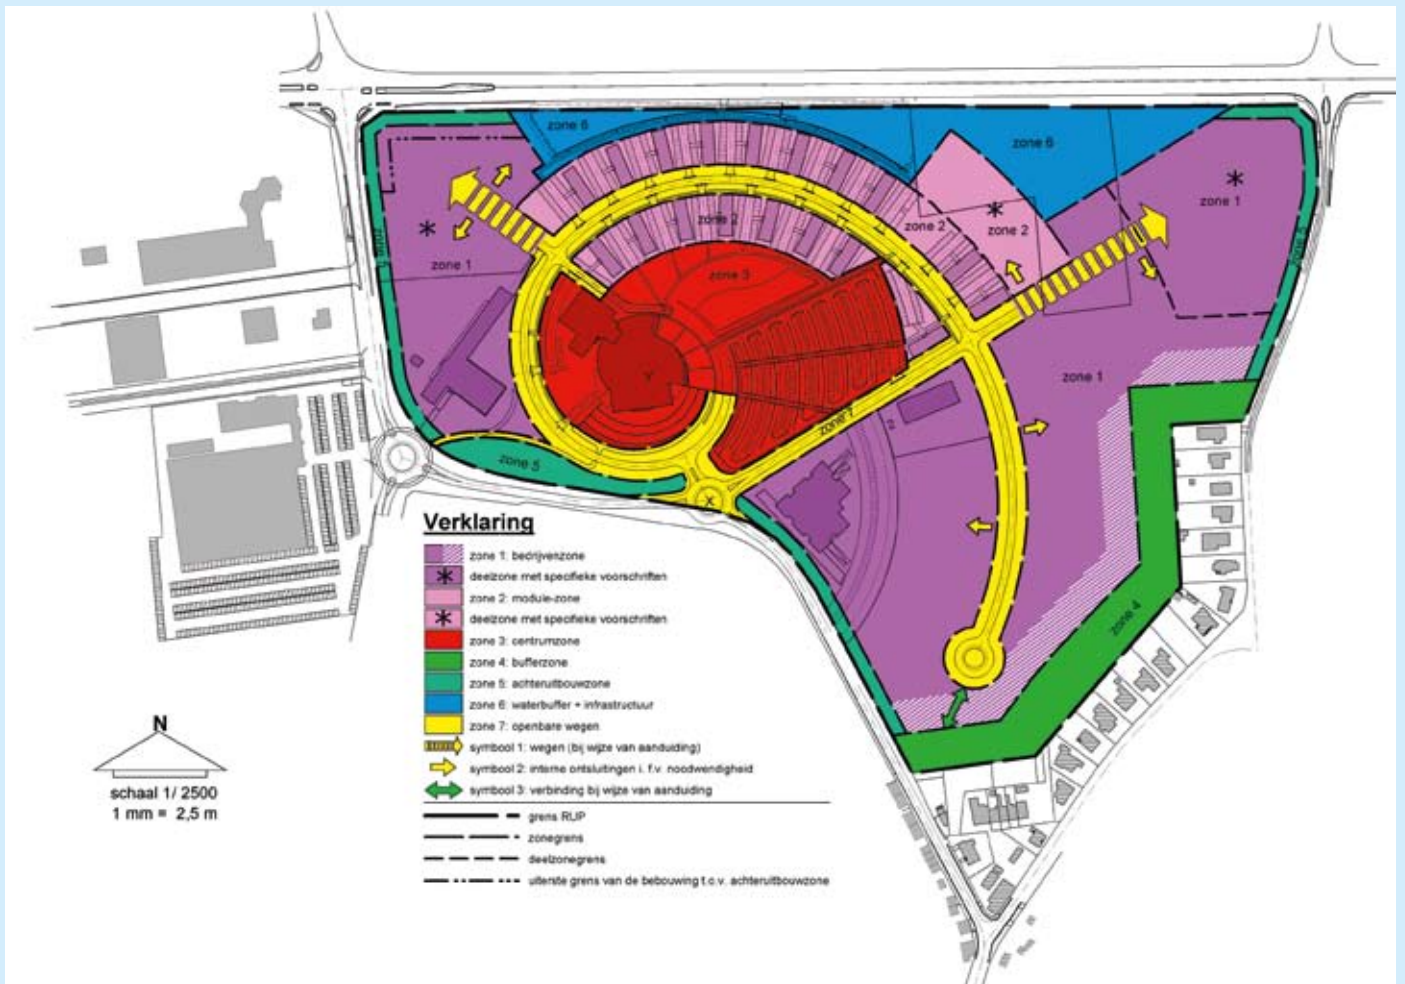 zone 6
zone 6
zone 1
zone 2
zone 2
zone 2
zone 5
zone 5
zone 1
zone 3
zone 1
zone 7
zone 5
X
Y
zone 4
Verklaring
zone 1: bedrijvenzone
deelzone met specifieke voorschriften
zone 2: module-zone
deelzone met specifieke voorschriften
zone 3: centrumzone
zone 4: bufferzone
zone 5: achteruitbouwzone
zone 6: waterbuffer + infrastructuur
zone 7: openbare wegen
symbool 1: wegen (bij wijze van aanduiding)
symbool 2: interne ontsluitingen i. f.v. noodwendigheid
symbool 3: verbinding bij wijze van aanduiding
grens RUP
zonegrens
deelzonegrens
uiterste grens van de bebouwing t.o.v. achteruitbouwzone
N
schaal 1/ 2500
1 mm = 2,5 m